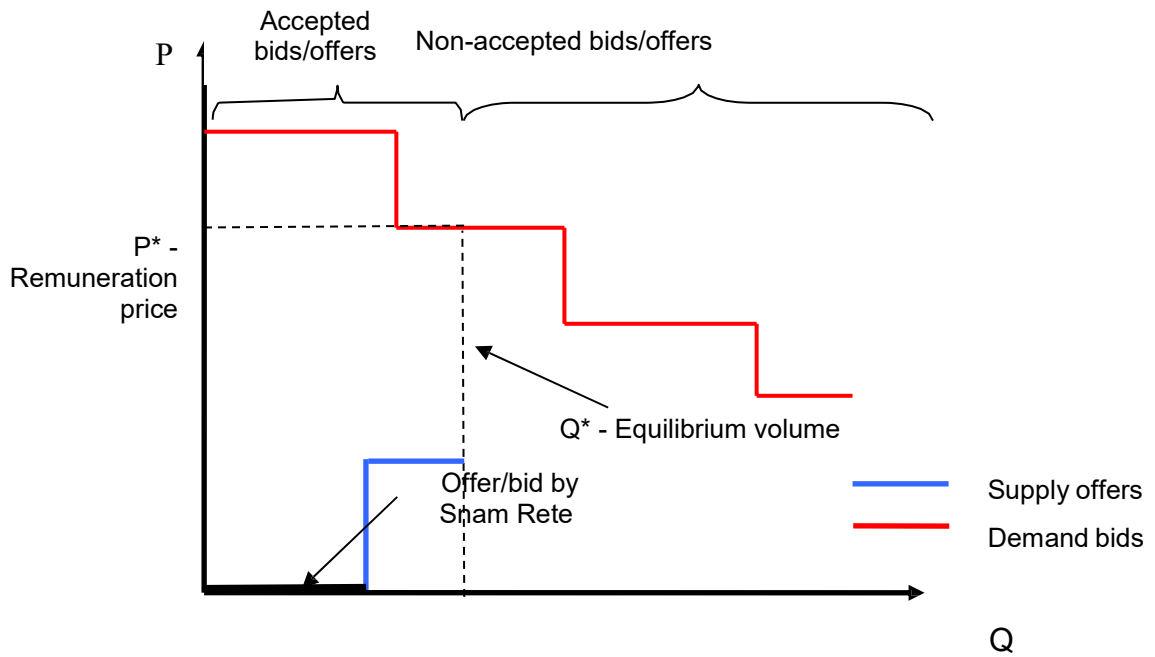 Accepted
bids/offers
Non-accepted bids/offers
P
P* -
Remuneration
price
Q* - Equilibrium volume
Offer/bid by
Snam Rete
Supply offers
Demand bids
Q